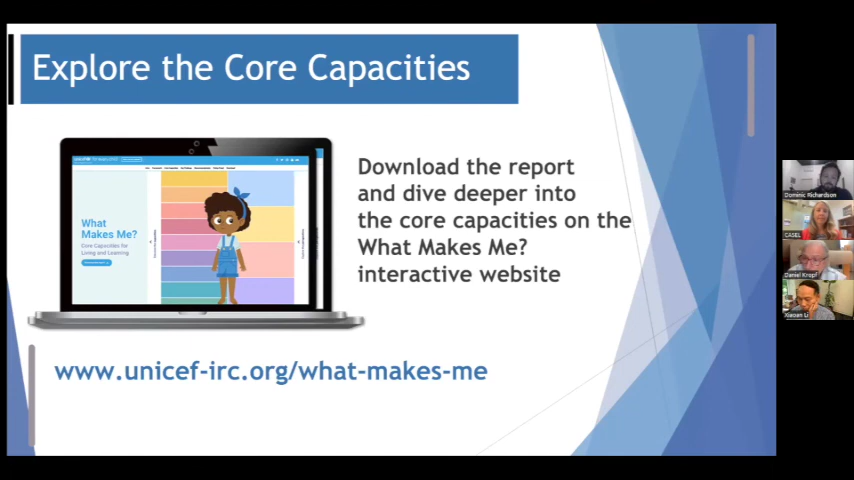 Explore the Core Capacities
What
Makes Me?
Core Capacities for
Living and Learning
Download the report
and dive deeper into
the core capacities on the
What Makes Me?
interactive website
www.unicef-irc.org/what-makes-me
Dominic Richardson
CASEL
Daniel Kropf
Xiaoan Li